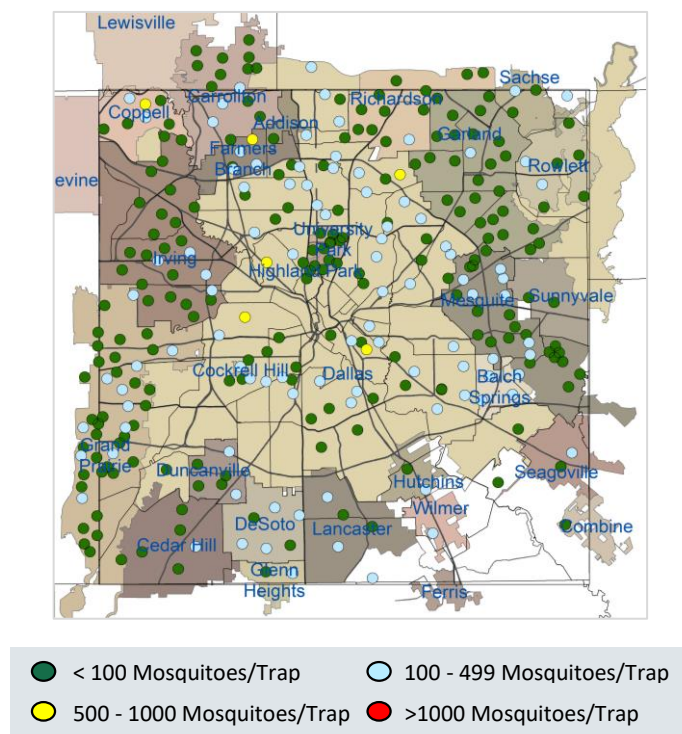 Lewisville
Sachse
Coppell
Carrollton
Richardson
Addison
Garland
Farmers
Branch
Rowlett
evine
University
Park
Irving
Highland Park
Mesquite
Sunnyvale
Cockrell Hill
Dallas
Balch
Springs
Grand
Prairie
Duncanville
Seagoville
Hutchins
Wilmer
DeSoto
Lancaster
Combine
Cedar Hill
Glenn
Heights
Ferris
< 100 Mosquitoes/Trap
100 - 499 Mosquitoes/Trap
500 - 1000 Mosquitoes/Trap
>1000 Mosquitoes/Trap